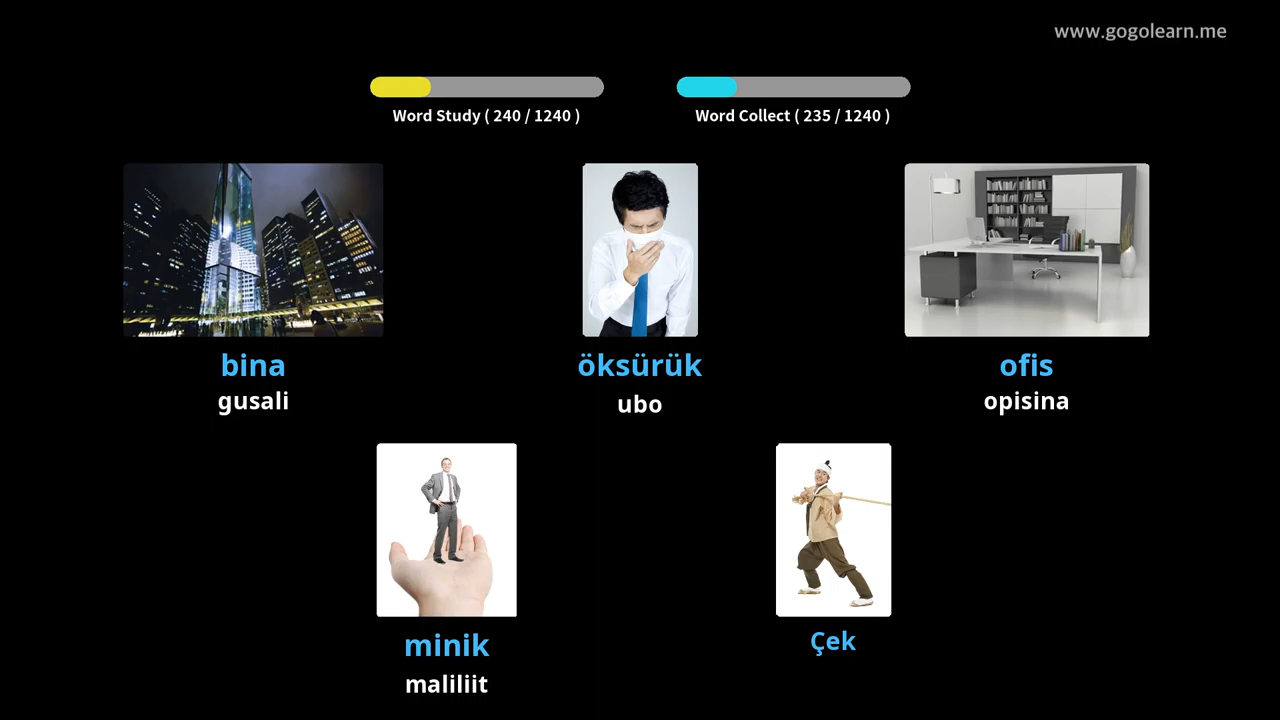 www.gogolearn.me
Word Study ( 240 / 1240 )
Word Collect ( 235 / 1240 )
bina
gusali
öksürük
ubo
ofis
opisina
minik
maliliit
Çek